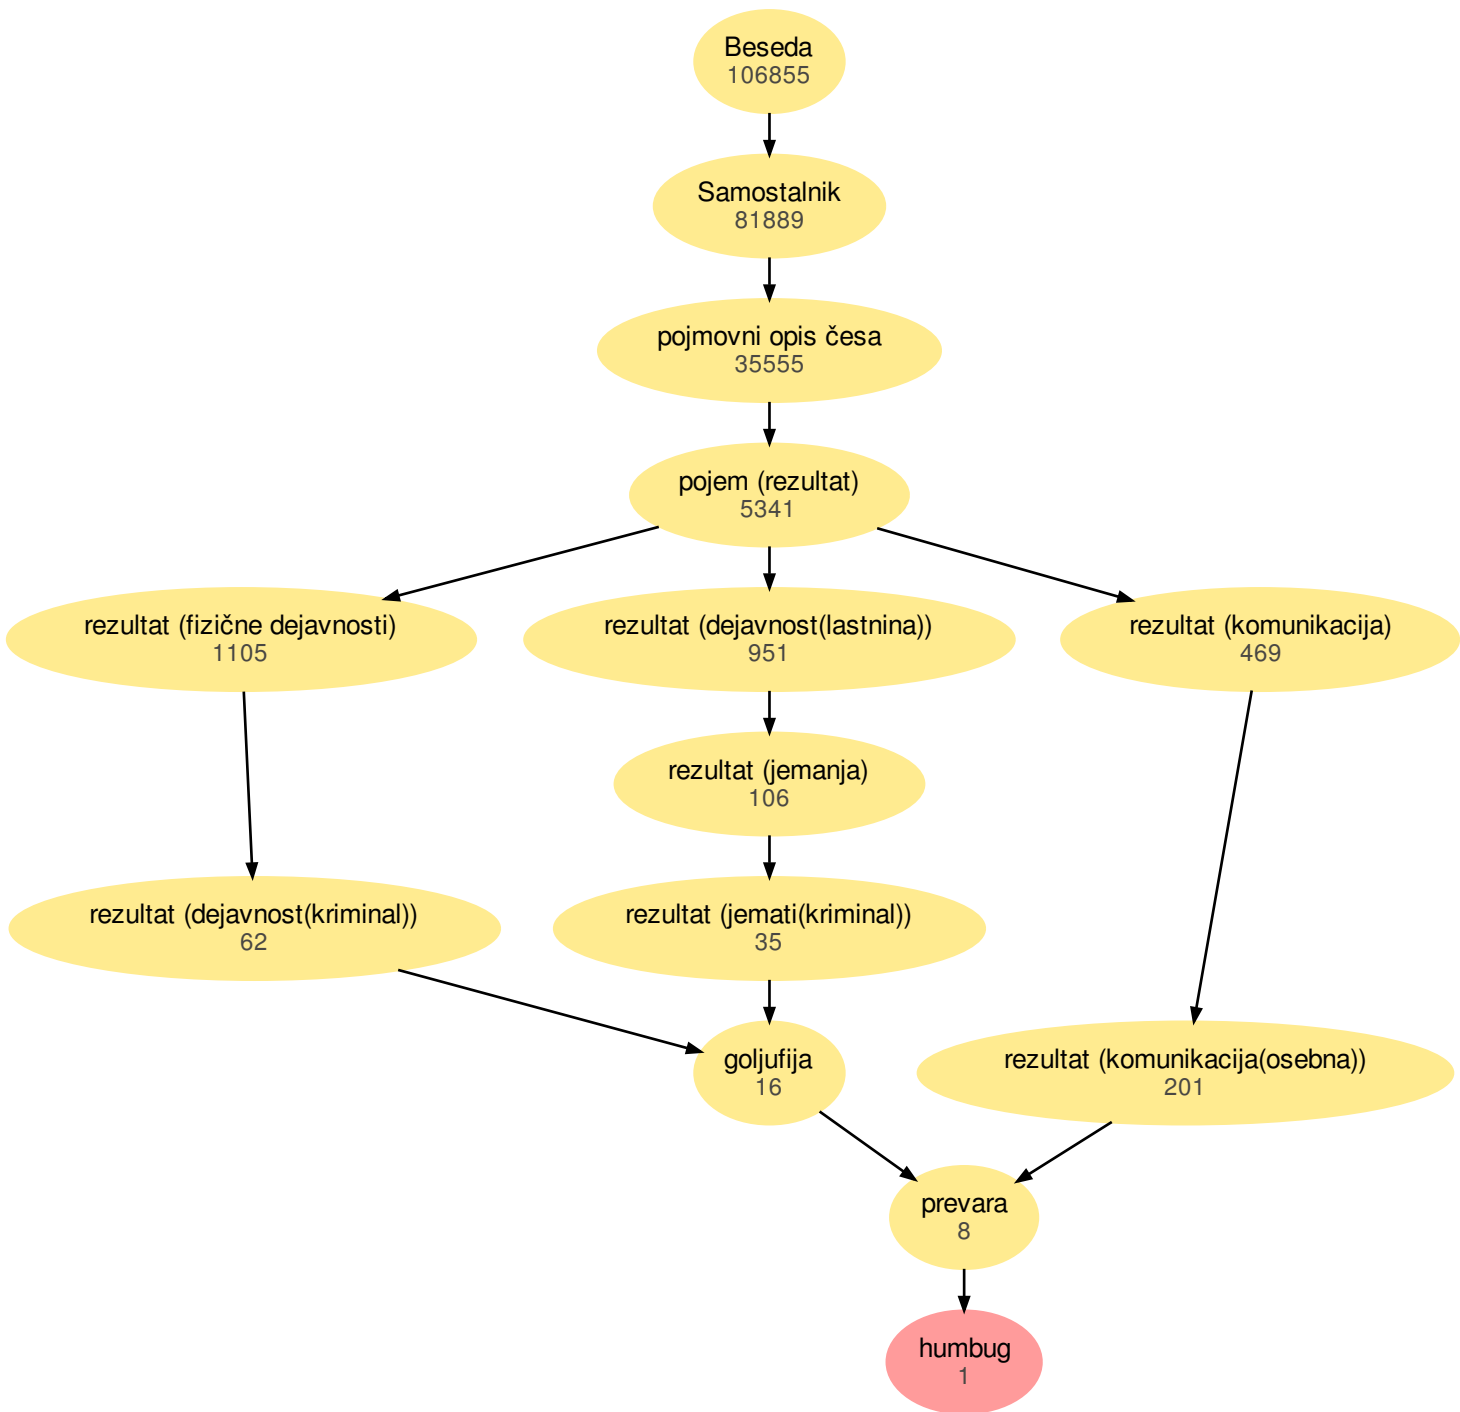 Beseda
106855
Samostalnik
81889
pojmovni opis česa
35555
pojem (rezultat)
5341
rezultat (fizične dejavnosti)
1105
rezultat (dejavnost(lastnina))
951
rezultat (komunikacija)
469
rezultat (jemanja)
106
rezultat (dejavnost(kriminal))
62
rezultat (jemati(kriminal))
35
goljufija
16
rezultat (komunikacija(osebna))
201
prevara
8
humbug
1